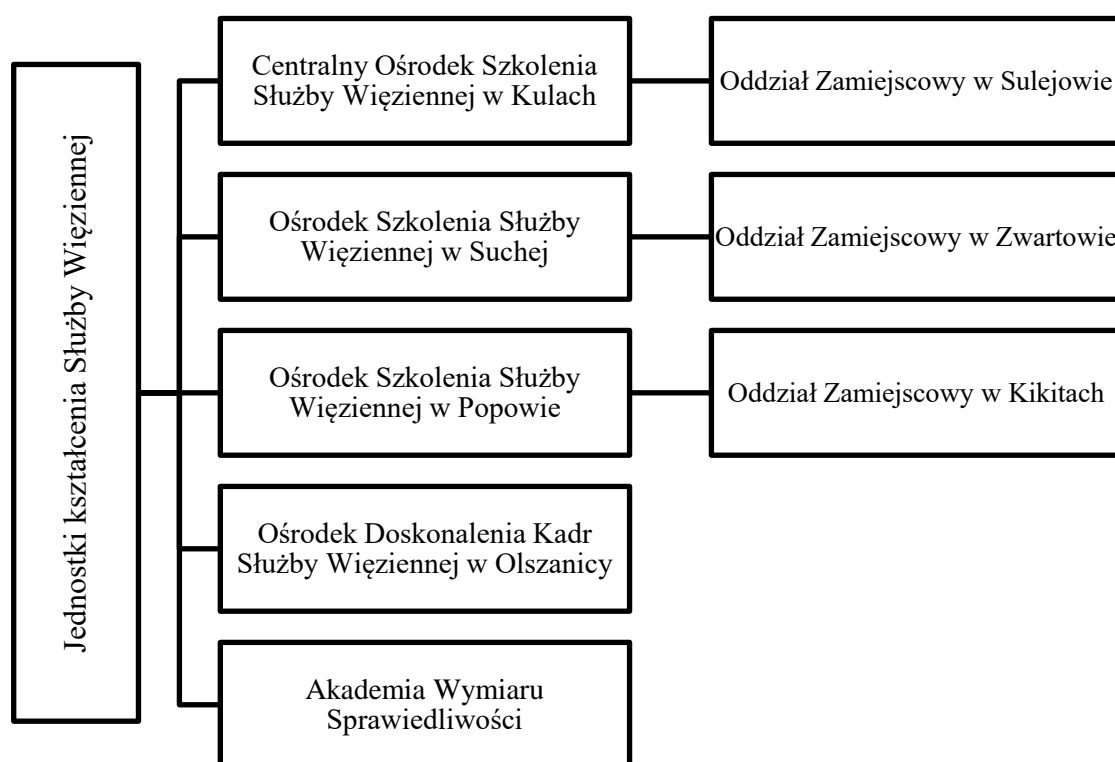 Jednostki kształcenia Służby Więziennej
Centralny Ośrodek Szkolenia
Służby Więziennej w Kulach
Oddział Zamiejscowy w Sulejowie
Ośrodek Szkolenia Służby
Więziennej w Suchej
Oddział Zamiejscowy w Zwartowie
Ośrodek Szkolenia Służby
Więziennej w Popowie
Oddział Zamiejscowy w Kikitach
Ośrodek Doskonalenia Kadr
Służby Więziennej w Olszanicy
Akademia Wymiaru
Sprawiedliwości